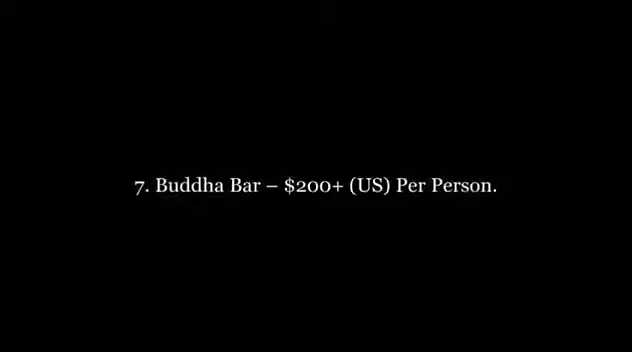 7. Buddha Bar – $200+ (US) Per Person.